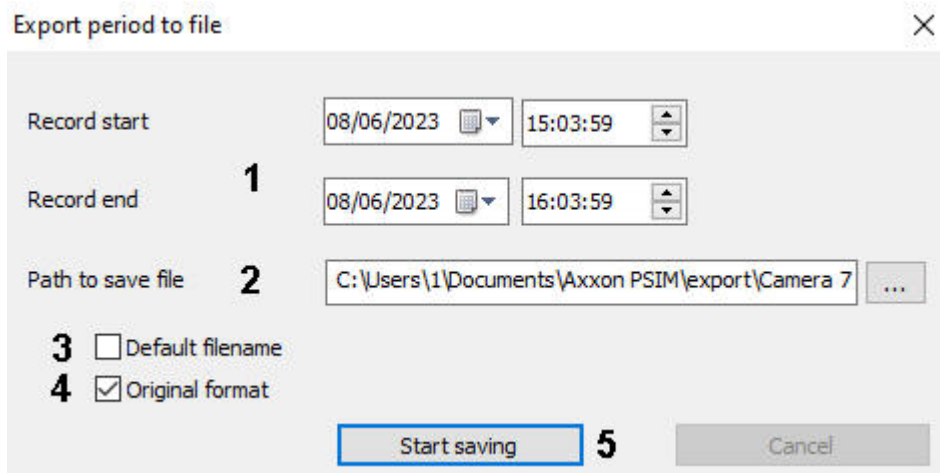 Export period to file
Record start 08/06/2023 15:03:59
1
Record end 08/06/2023 16:03:59
Path to save file 2 C:\Users\1\Documents\Axxon PSIM\export\Camera 7 ...
3 Default filename
4 Original format
Start saving 5 Cancel